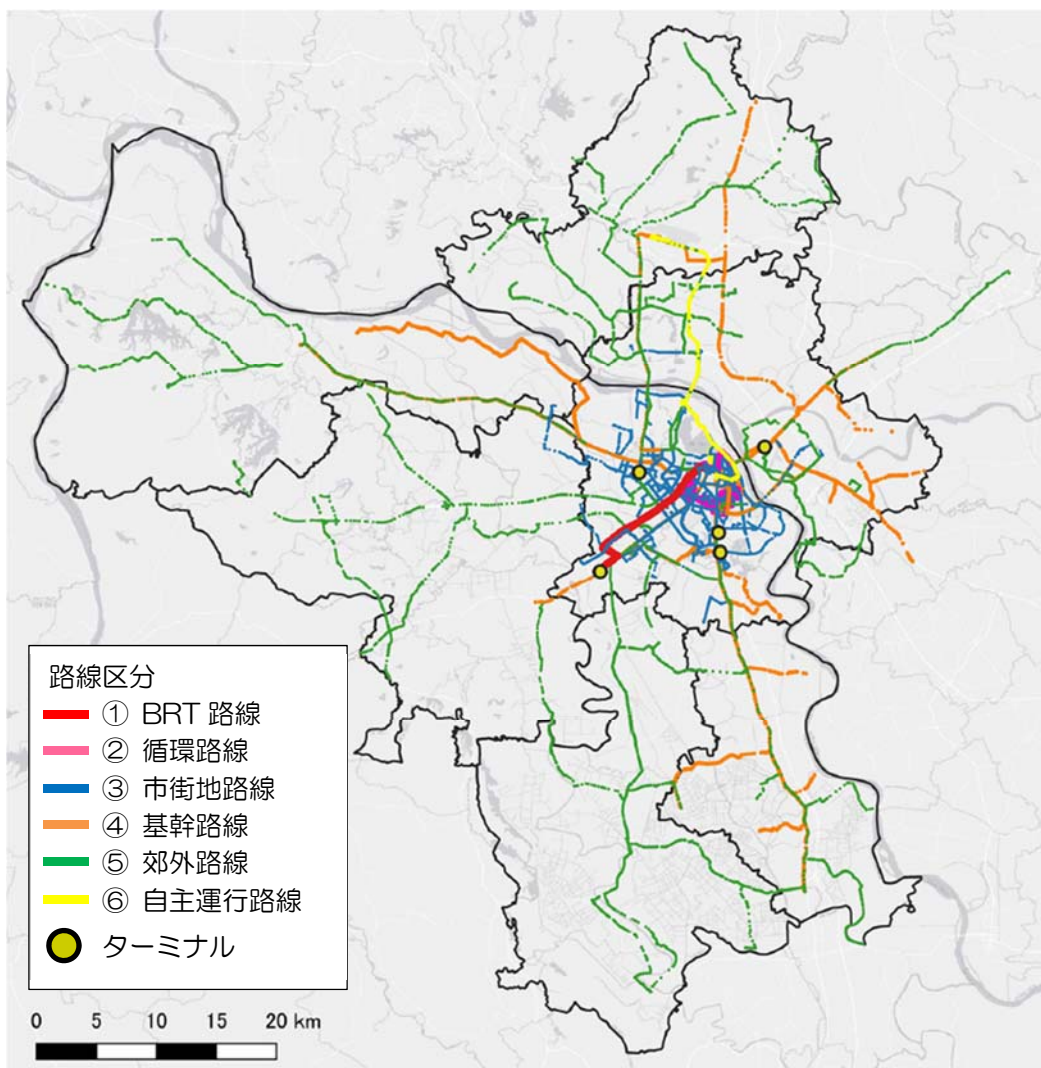 路線区分
① BRT 路線
② 循環路線
③ 市街地路線
④ 基幹路線
⑤ 郊外路線
⑥ 自主運行路線
ターミナル
0 5 10 15 20 km